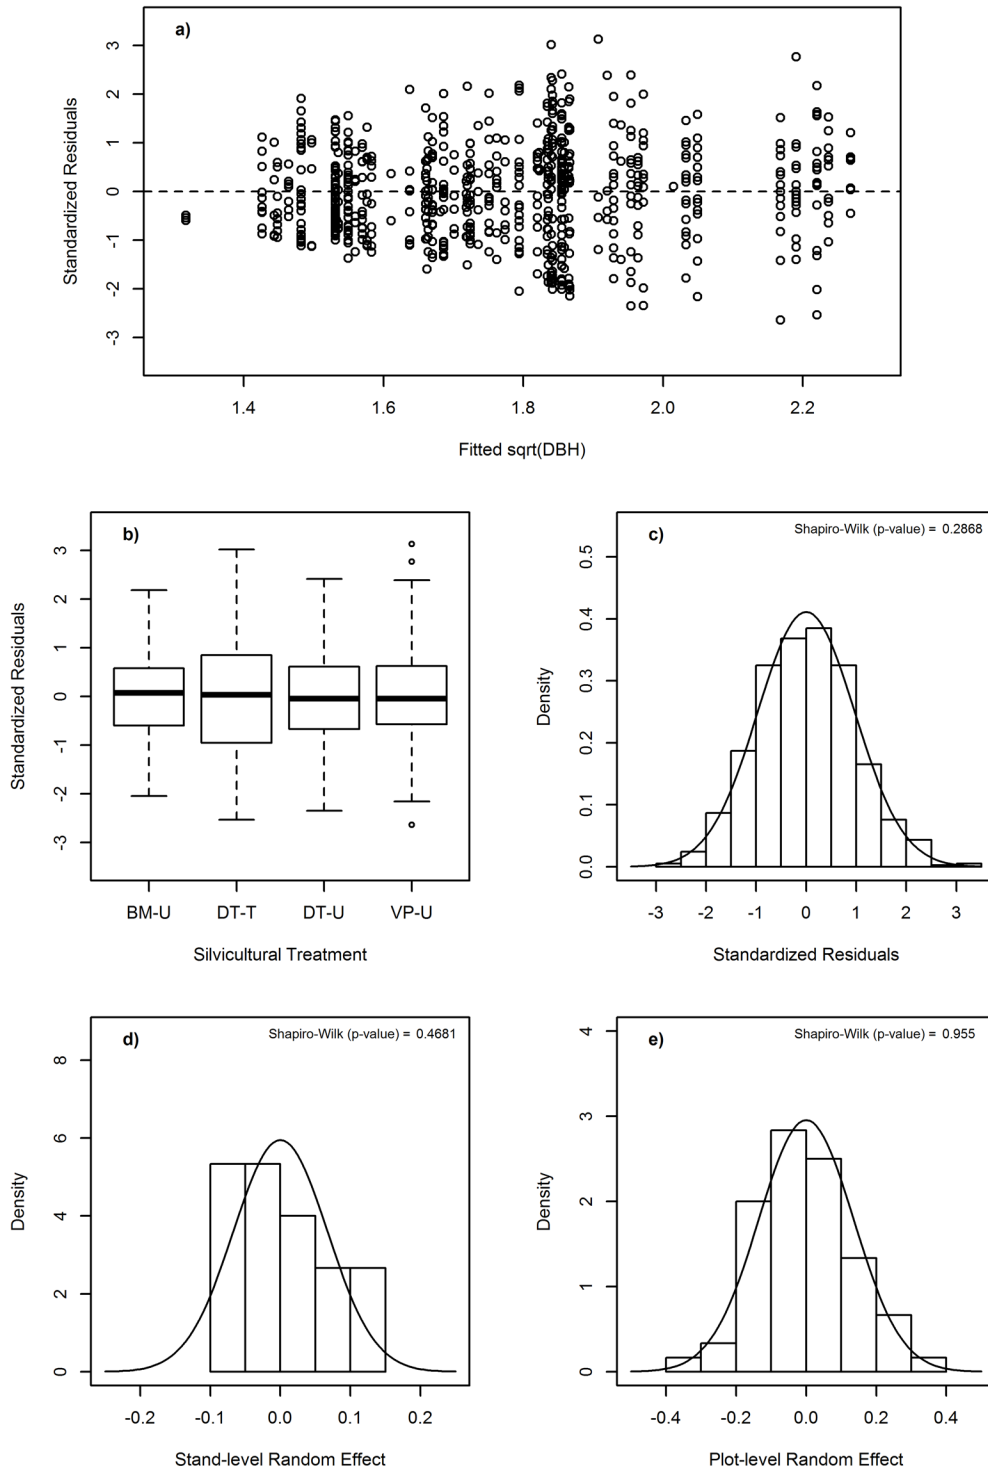 a)
Standardized Residuals
3
2
1
0
-1
-2
-3
1.4 1.6 1.8 2.0 2.2
Fitted sqrt(DBH)
b)
Standardized Residuals
3
2
1
0
-1
-2
-3
BM-U DT-T DT-U VP-U
Silvicultural Treatment
c)
Shapiro-Wilk (p-value) = 0.2868
Density
0.5
0.4
0.3
0.2
0.1
0.0
-3 -2 -1 0 1 2 3
Standardized Residuals
d)
Shapiro-Wilk (p-value) = 0.4681
Density
8
6
4
2
0
-0.2 -0.1 0.0 0.1 0.2
Stand-level Random Effect
e)
Shapiro-Wilk (p-value) = 0.955
Density
4
3
2
1
0
-0.4 -0.2 0.0 0.2 0.4
Plot-level Random Effect